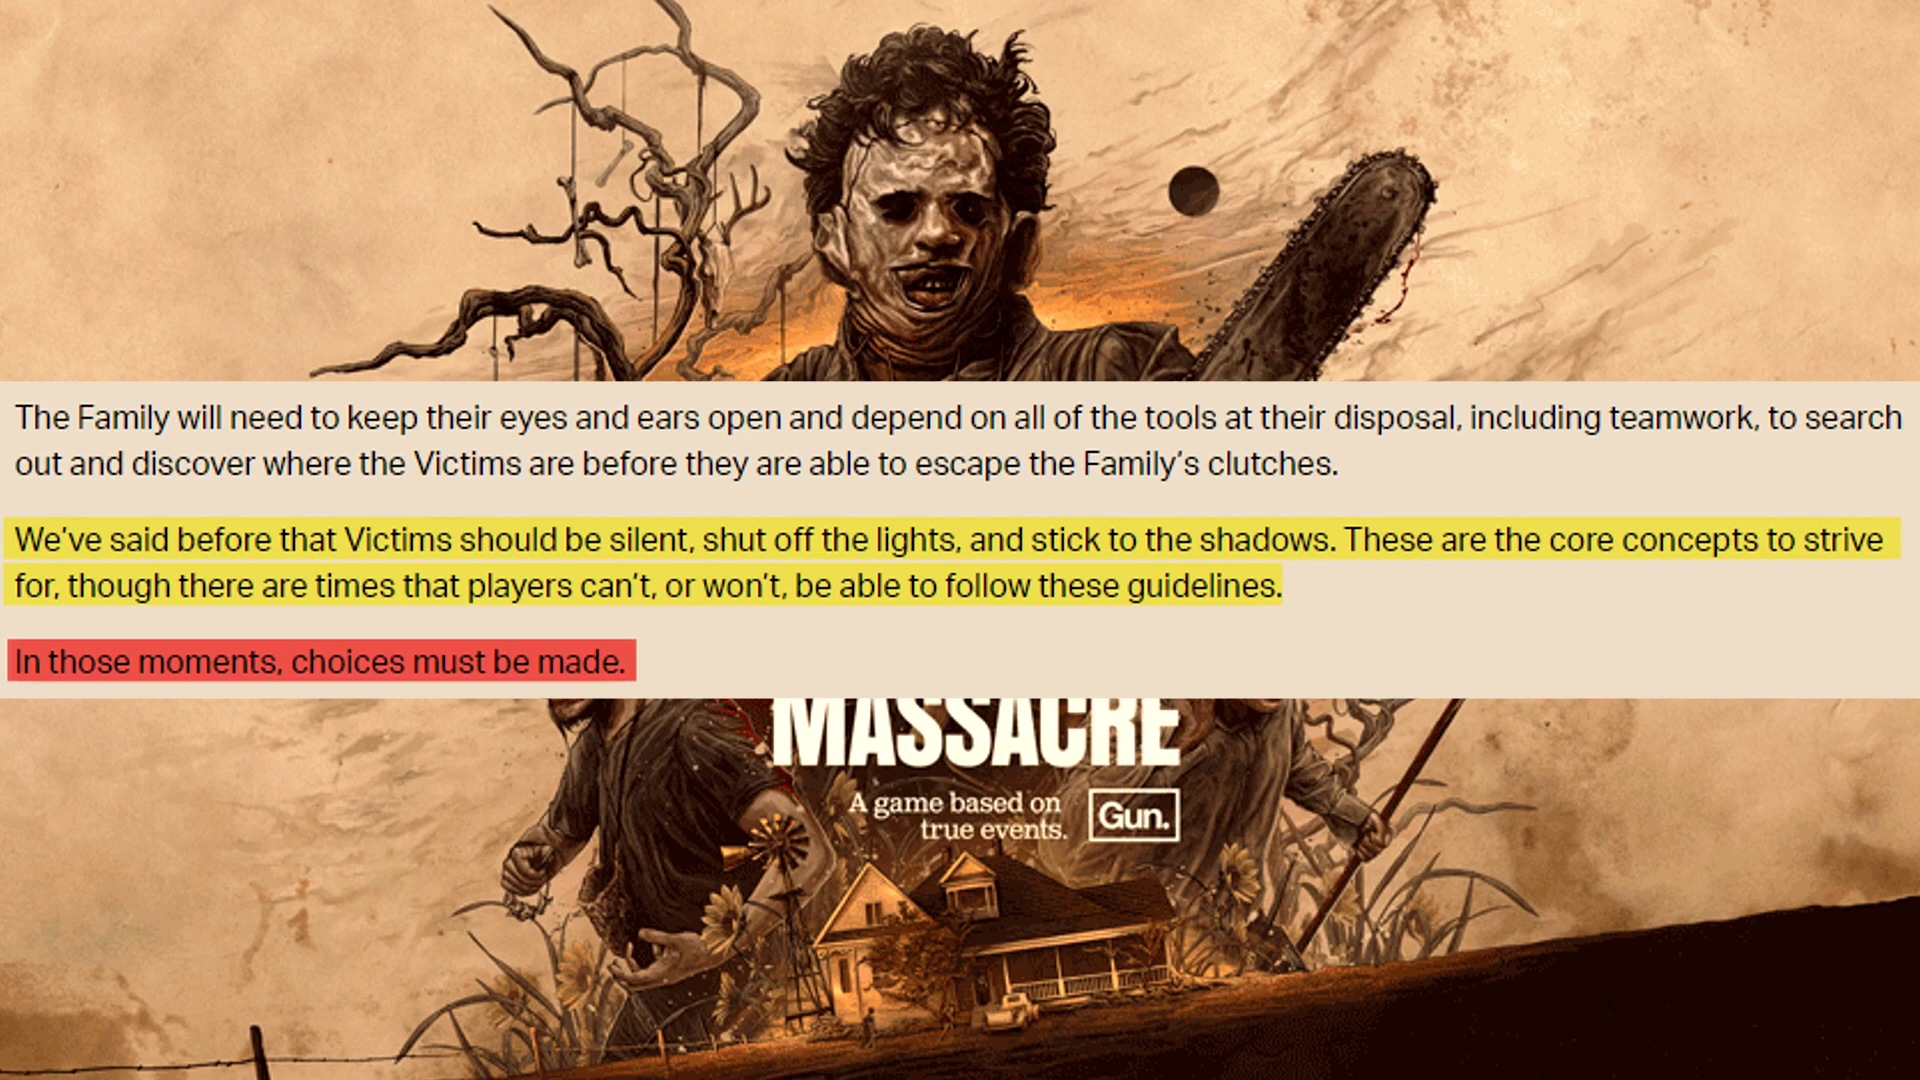 The Family will need to keep their eyes and ears open and depend on all of the tools at their disposal, including teamwork, to search
out and discover where the Victims are before they are able to escape the Family’s clutches.
We’ve said before that Victims should be silent, shut off the lights, and stick to the shadows. These are the core concepts to strive
for, though there are times that players can’t, or won’t, be able to follow these guidelines.
In those moments, choices must be made.
MASSACRE
A game based on
true events.
Gun.